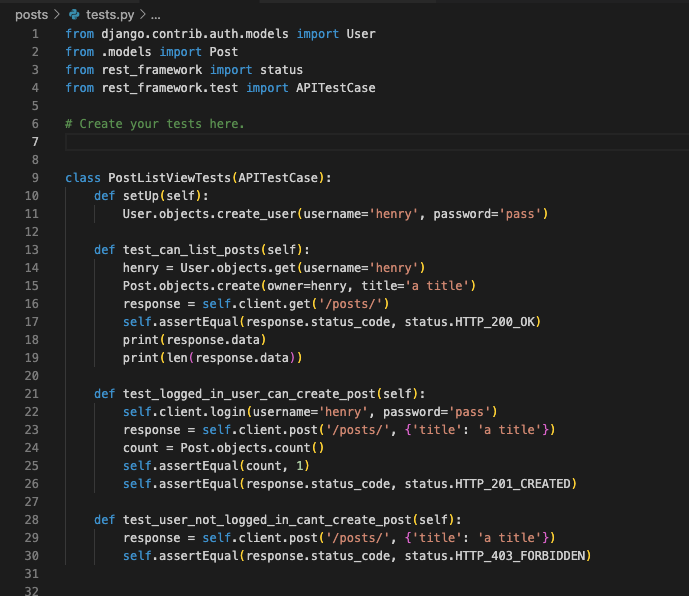 posts > tests.py > ...
1 from django.contrib.auth.models import User
2 from .models import Post
3 from rest_framework import status
4 from rest_framework.test import APITestCase
5
6 # Create your tests here.
7
8
9 class PostListViewTests(APITestCase):
10     def setUp(self):
11         User.objects.create_user(username='henry', password='pass')
12
13     def test_can_list_posts(self):
14         henry = User.objects.get(username='henry')
15         Post.objects.create(owner=henry, title='a title')
16         response = self.client.get('/posts/')
17         self.assertEqual(response.status_code, status.HTTP_200_OK)
18         print(response.data)
19         print(len(response.data))
20
21     def test_logged_in_user_can_create_post(self):
22         self.client.login(username='henry', password='pass')
23         response = self.client.post('/posts/', {'title': 'a title'})
24         count = Post.objects.count()
25         self.assertEqual(count, 1)
26         self.assertEqual(response.status_code, status.HTTP_201_CREATED)
27
28     def test_user_not_logged_in_cant_create_post(self):
29         response = self.client.post('/posts/', {'title': 'a title'})
30         self.assertEqual(response.status_code, status.HTTP_403_FORBIDDEN)
31
32